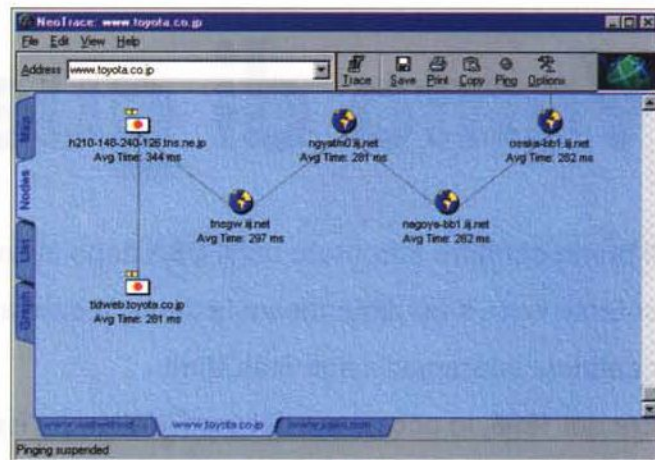 NeoTrace: www.toyota.co.jp
File Edit View Help
Address www.toyota.co.jp
Trace Save Print Copy Ping Options
Map
Nodes
List
Graph
h210-148-240-126.tns.ne.jp
Avg Time: 344 ms
ngyatm0.iij.net
Avg Time: 281 ms
osaka-bb1.iij.net
Avg Time: 282 ms
tnsgw.iij.net
Avg Time: 297 ms
nagoya-bb1.iij.net
Avg Time: 282 ms
tidweb.toyota.co.jp
Avg Time: 281 ms
www.toyota.co.jp
Pinging suspended